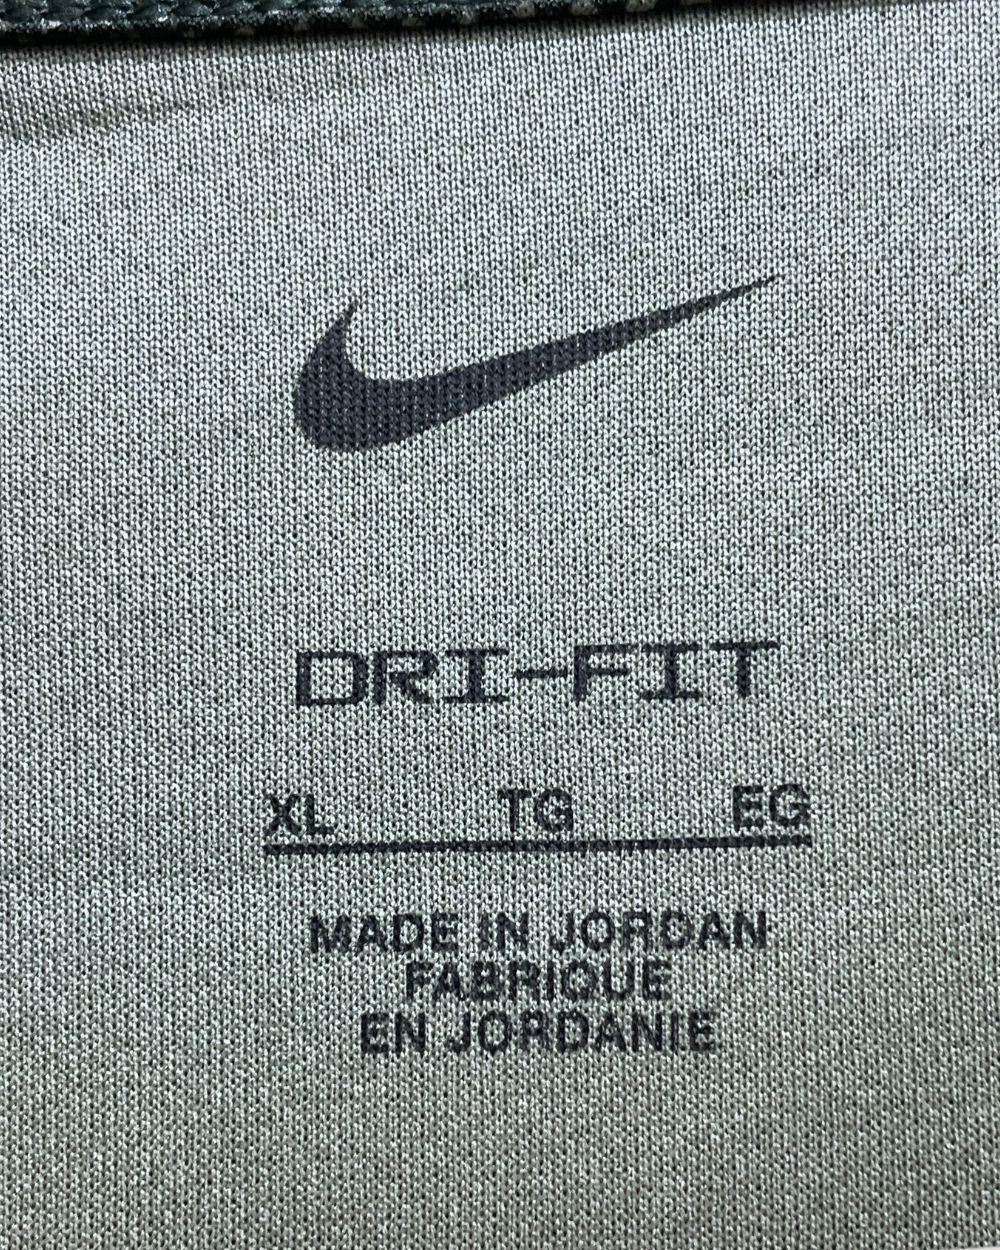 DRI-FIT
XL TG EG
MADE IN JORDAN
FABRIQUE
EN JORDANIE